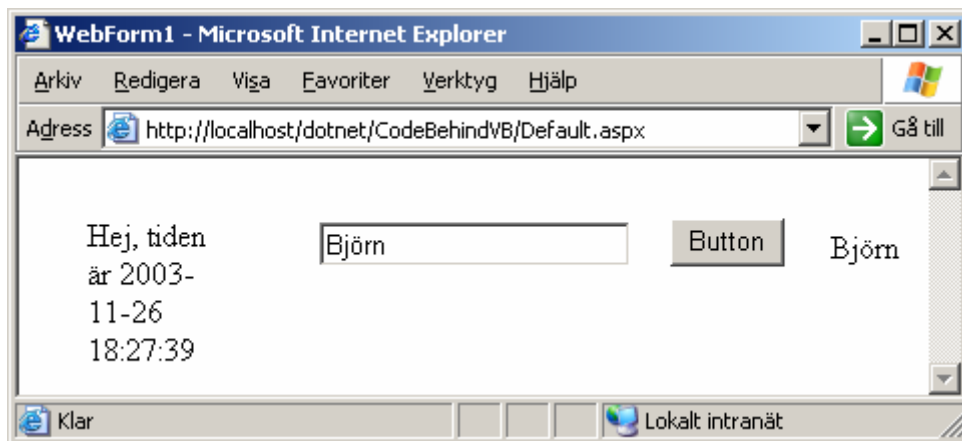 WebForm1 - Microsoft Internet Explorer
Arkiv Redigera Visa Favoriter Verktyg Hjälp
Adress http://localhost/dotnet/CodeBehindVB/Default.aspx Gå till
Hej, tiden
är 2003-
11-26
18:27:39
Björn
Button
Björn
Klar
Lokalt intranät